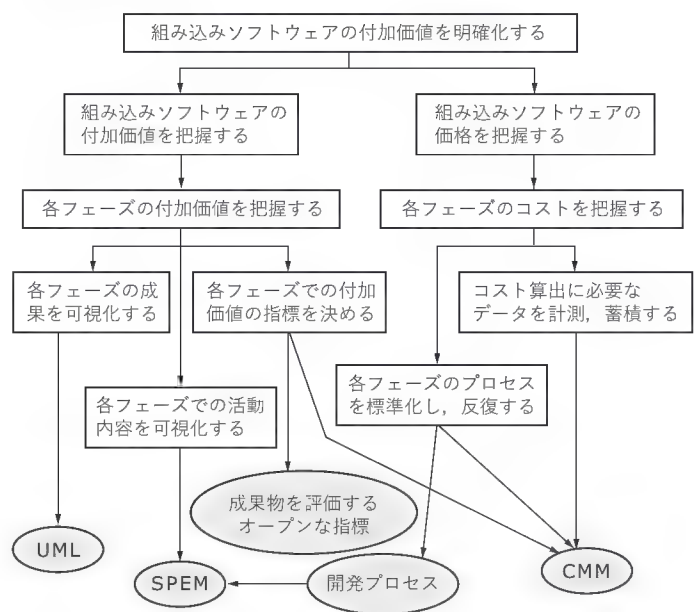 組み込みソフトウェアの付加価値を明確化する
組み込みソフトウェアの
付加価値を把握する
組み込みソフトウェアの
価格を把握する
各フェーズの付加価値を把握する
各フェーズのコストを把握する
各フェーズの成
果を可視化する
各フェーズでの付加
価値の指標を決める
コスト算出に必要な
データを計測，蓄積する
各フェーズでの活動
内容を可視化する
各フェーズのプロセス
を標準化し，反復する
成果物を評価する
オープンな指標
UML
SPEM
開発プロセス
CMM